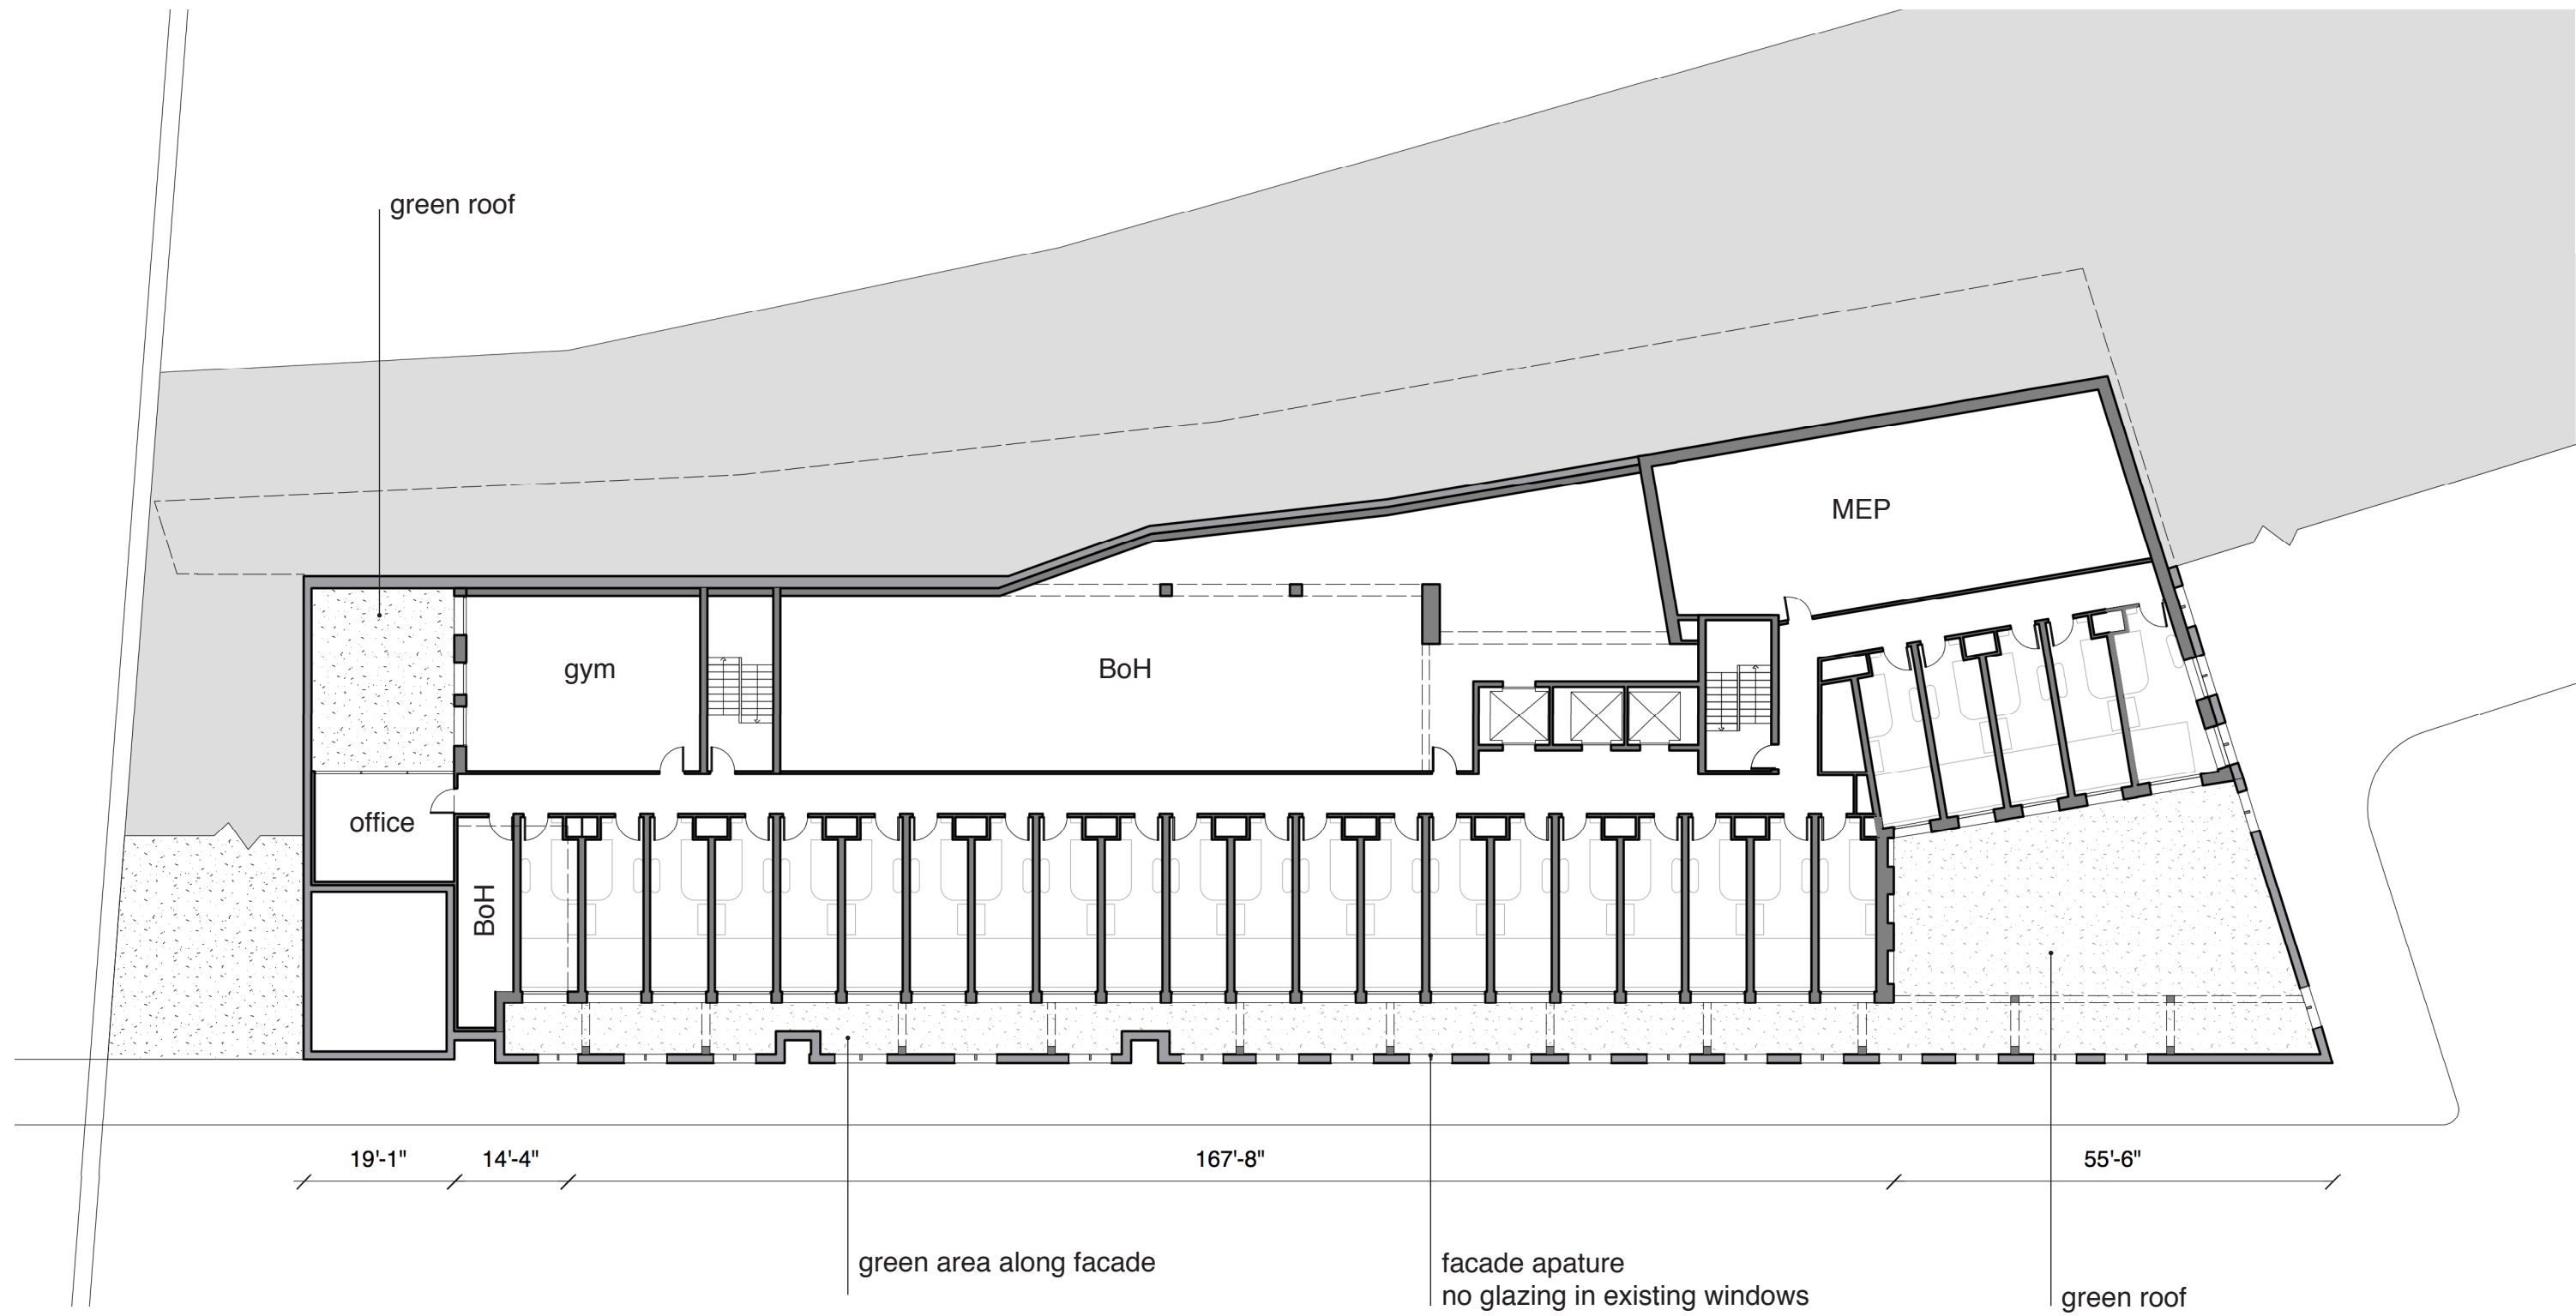 green roof
MEP
gym
BoH
office
BoH
19'-1"
14'-4"
167'-8"
55'-6"
green area along facade
facade apature
no glazing in existing windows
green roof